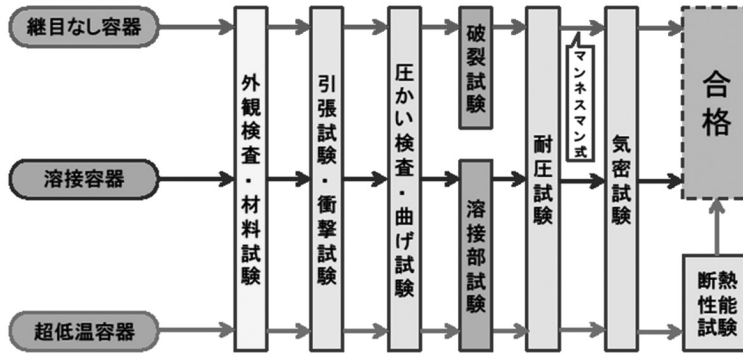 継目なし容器
溶接容器
超低温容器
外観検査・材料試験
引張試験・衝撃試験
圧かい検査・曲げ試験
破裂試験
溶接部試験
耐圧試験
マンネスマン式
気密試験
合格
断熱
性能
試験